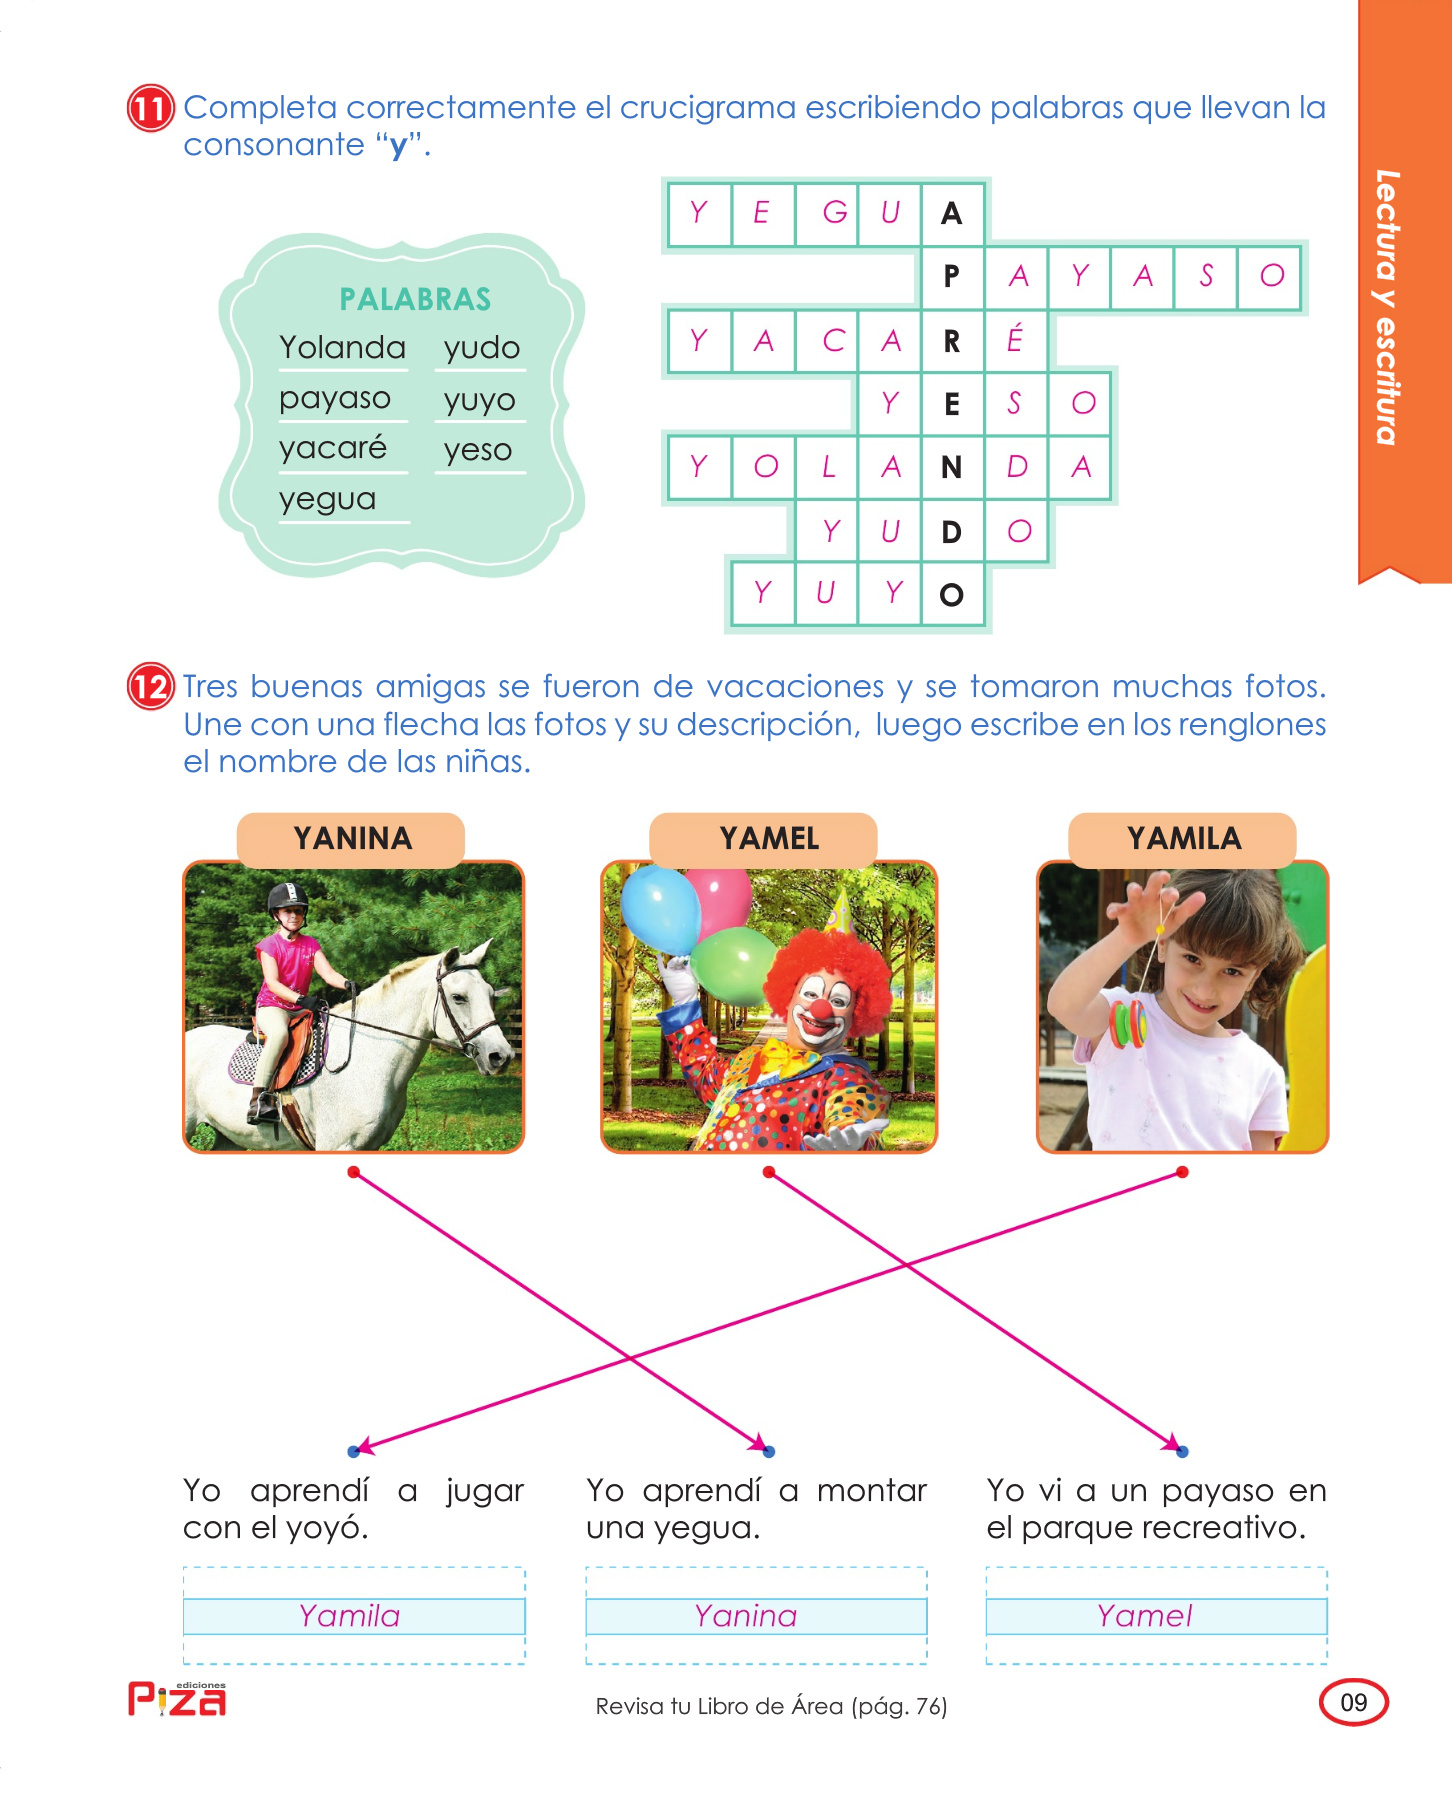 11 Completa correctamente el crucigrama escribiendo palabras que llevan la
consonante “y”.
PALABRAS
Yolanda yudo
payaso yuyo
yacaré yeso
yegua
Y E G U A
P A Y A S O
Y A C A R É
Y E S O
Y O L A N D A
Y U D O
Y U Y O
Lectura y escritura
12 Tres buenas amigas se fueron de vacaciones y se tomaron muchas fotos.
Une con una flecha las fotos y su descripción, luego escribe en los renglones
el nombre de las niñas.
YANINA
YAMEL
YAMILA
Yo aprendí a jugar
con el yoyó.
Yamila
Yo aprendí a montar
una yegua.
Yanina
Yo vi a un payaso en
el parque recreativo.
Yamel
ediciones
PiZA
Revisa tu Libro de Área (pág. 76)
09